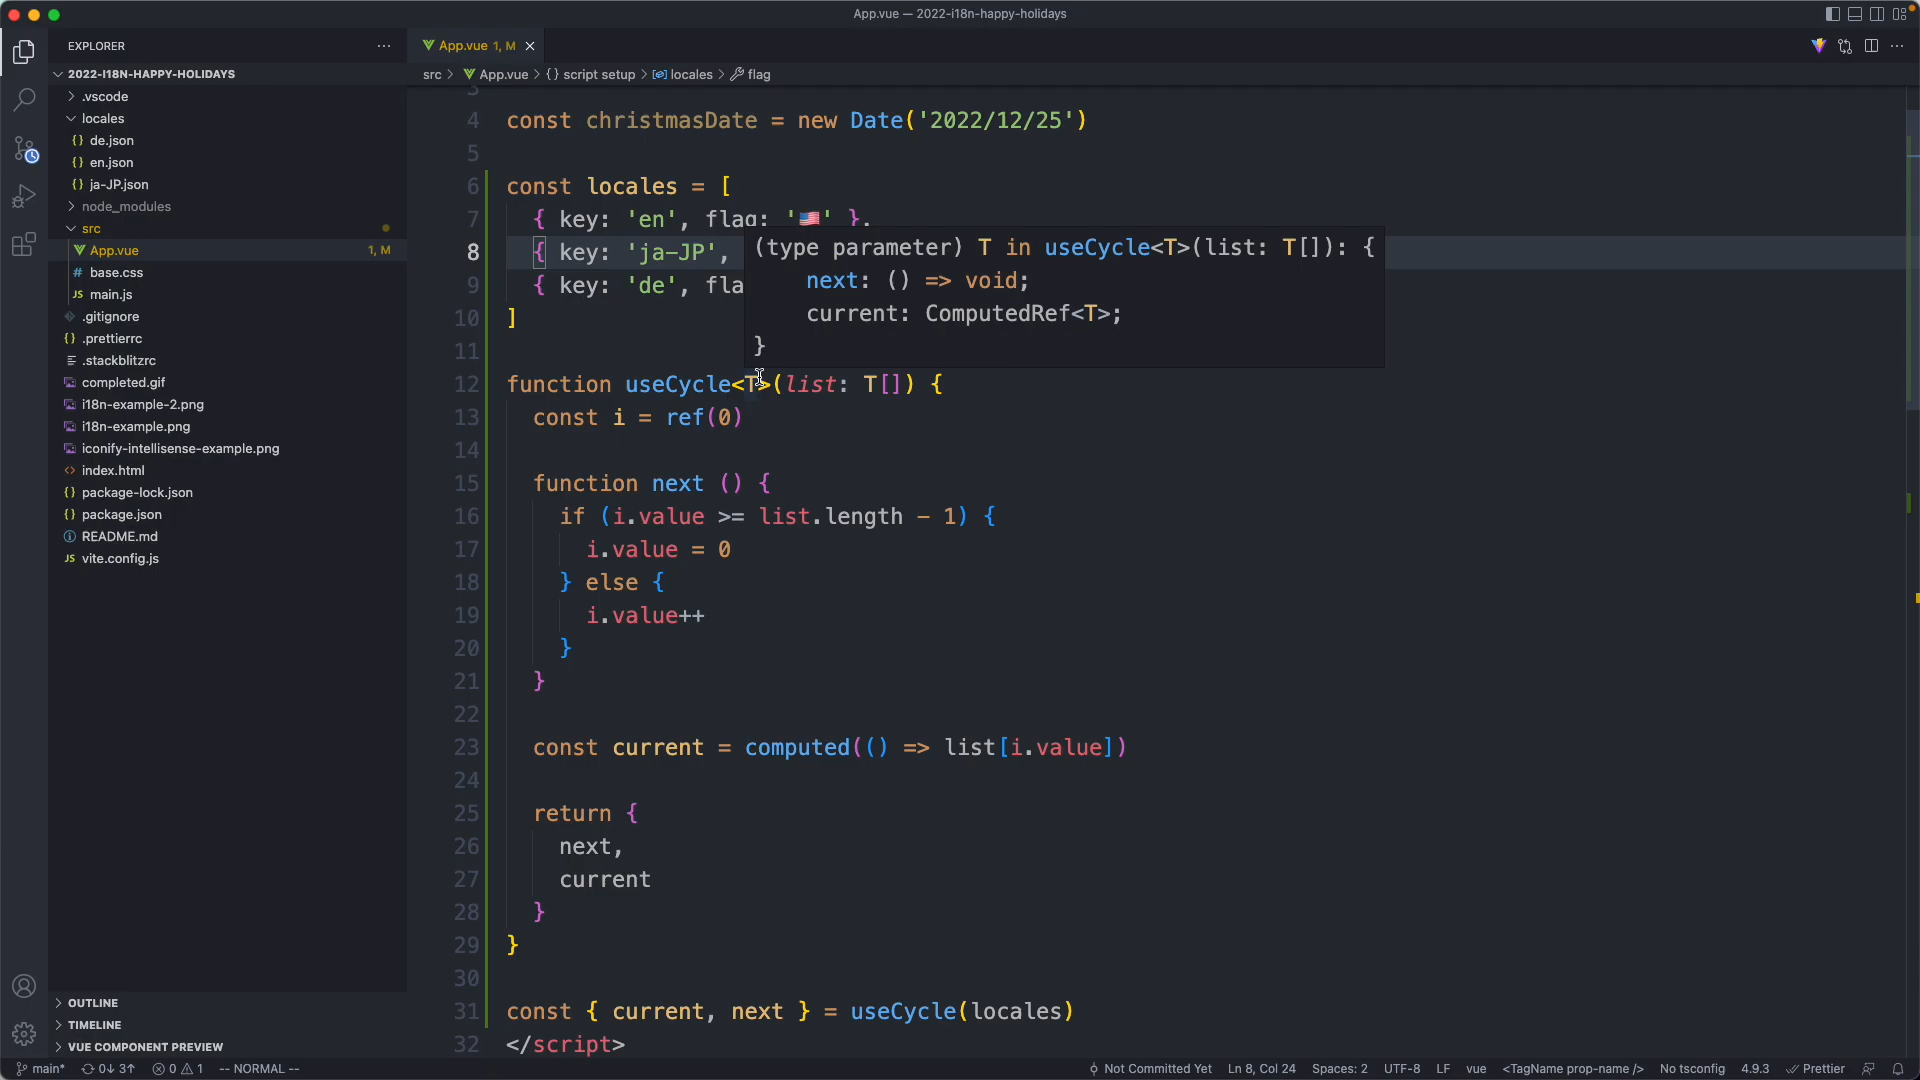 App.vue — 2022-i18n-happy-holidays
EXPLORER
App.vue 1, M
2022-I18N-HAPPY-HOLIDAYS
src > App.vue > {} script setup > locales > flag
.vscode
locales
{} de.json
{} en.json
{} ja-JP.json
node_modules
src
App.vue 1, M
# base.css
JS main.js
.gitignore
{} .prettierrc
.stackblitzrc
completed.gif
i18n-example-2.png
i18n-example.png
iconify-intellisense-example.png
<> index.html
{} package-lock.json
{} package.json
README.md
JS vite.config.js
OUTLINE
TIMELINE
VUE COMPONENT PREVIEW
3
4 const christmasDate = new Date('2022/12/25')
5
6 const locales = [
7 { key: 'en', flag: '🇺🇸' },
8 { key: 'ja-JP',
9 { key: 'de', fla
10 ]
11
(type parameter) T in useCycle<T>(list: T[]): {
next: () => void;
current: ComputedRef<T>;
}
12 function useCycle<T>(list: T[]) {
13 const i = ref(0)
14
15 function next () {
16 if (i.value >= list.length - 1) {
17 i.value = 0
18 } else {
19 i.value++
20 }
21 }
22
23 const current = computed(() => list[i.value])
24
25 return {
26 next,
27 current
28 }
29 }
30
31 const { current, next } = useCycle(locales)
32 </script>
main* 0↓ 3↑ 0 1 -- NORMAL -- Not Committed Yet Ln 8, Col 24 Spaces: 2 UTF-8 LF vue <TagName prop-name /> No tsconfig 4.9.3 Prettier